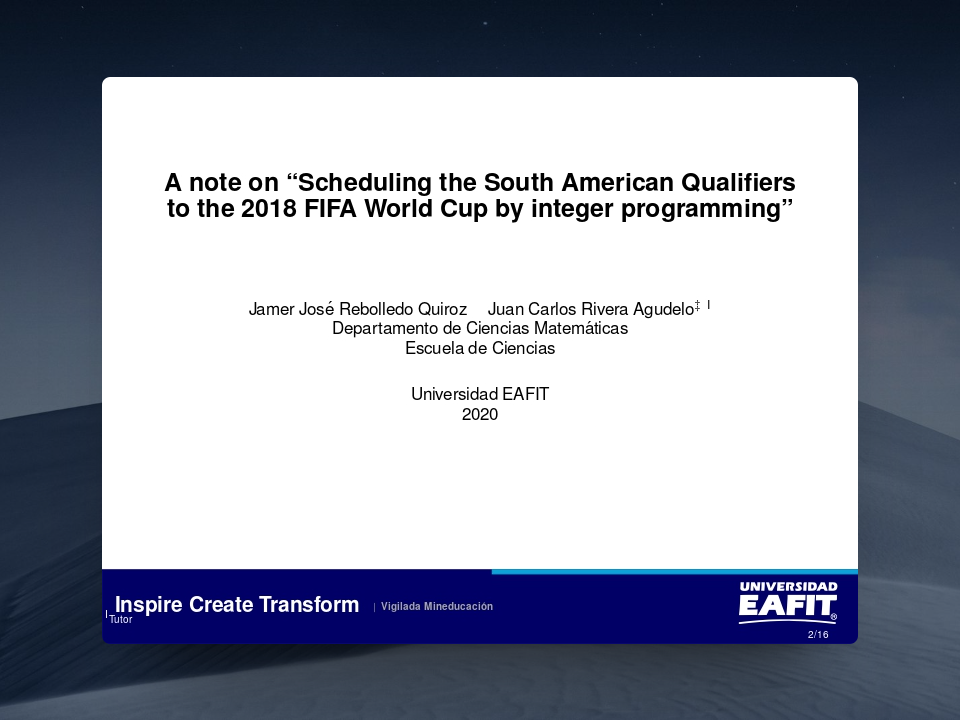 A note on “Scheduling the South American Qualifiers
to the 2018 FIFA World Cup by integer programming”
Jamer José Rebolledo Quiroz Juan Carlos Rivera Agudelo‡ |
Departamento de Ciencias Matemáticas
Escuela de Ciencias
Universidad EAFIT
2020
Inspire Create Transform | Vigilada Mineducación
| Tutor
UNIVERSIDAD
EAFIT®
2/16